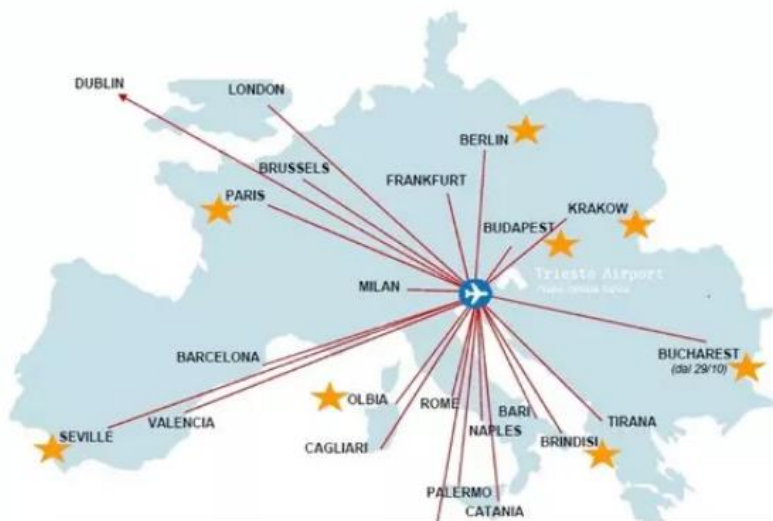 DUBLIN
LONDON
BERLIN
BRUSSELS
FRANKFURT
PARIS
KRAKOW
BUDAPEST
Trieste Airport
MILAN
BUCHAREST
(dal 29/10)
BARCELONA
OLBIA
ROME
BARI
TIRANA
VALENCIA
NAPLES
SEVILLE
BRINDISI
CAGLIARI
PALERMO
CATANIA